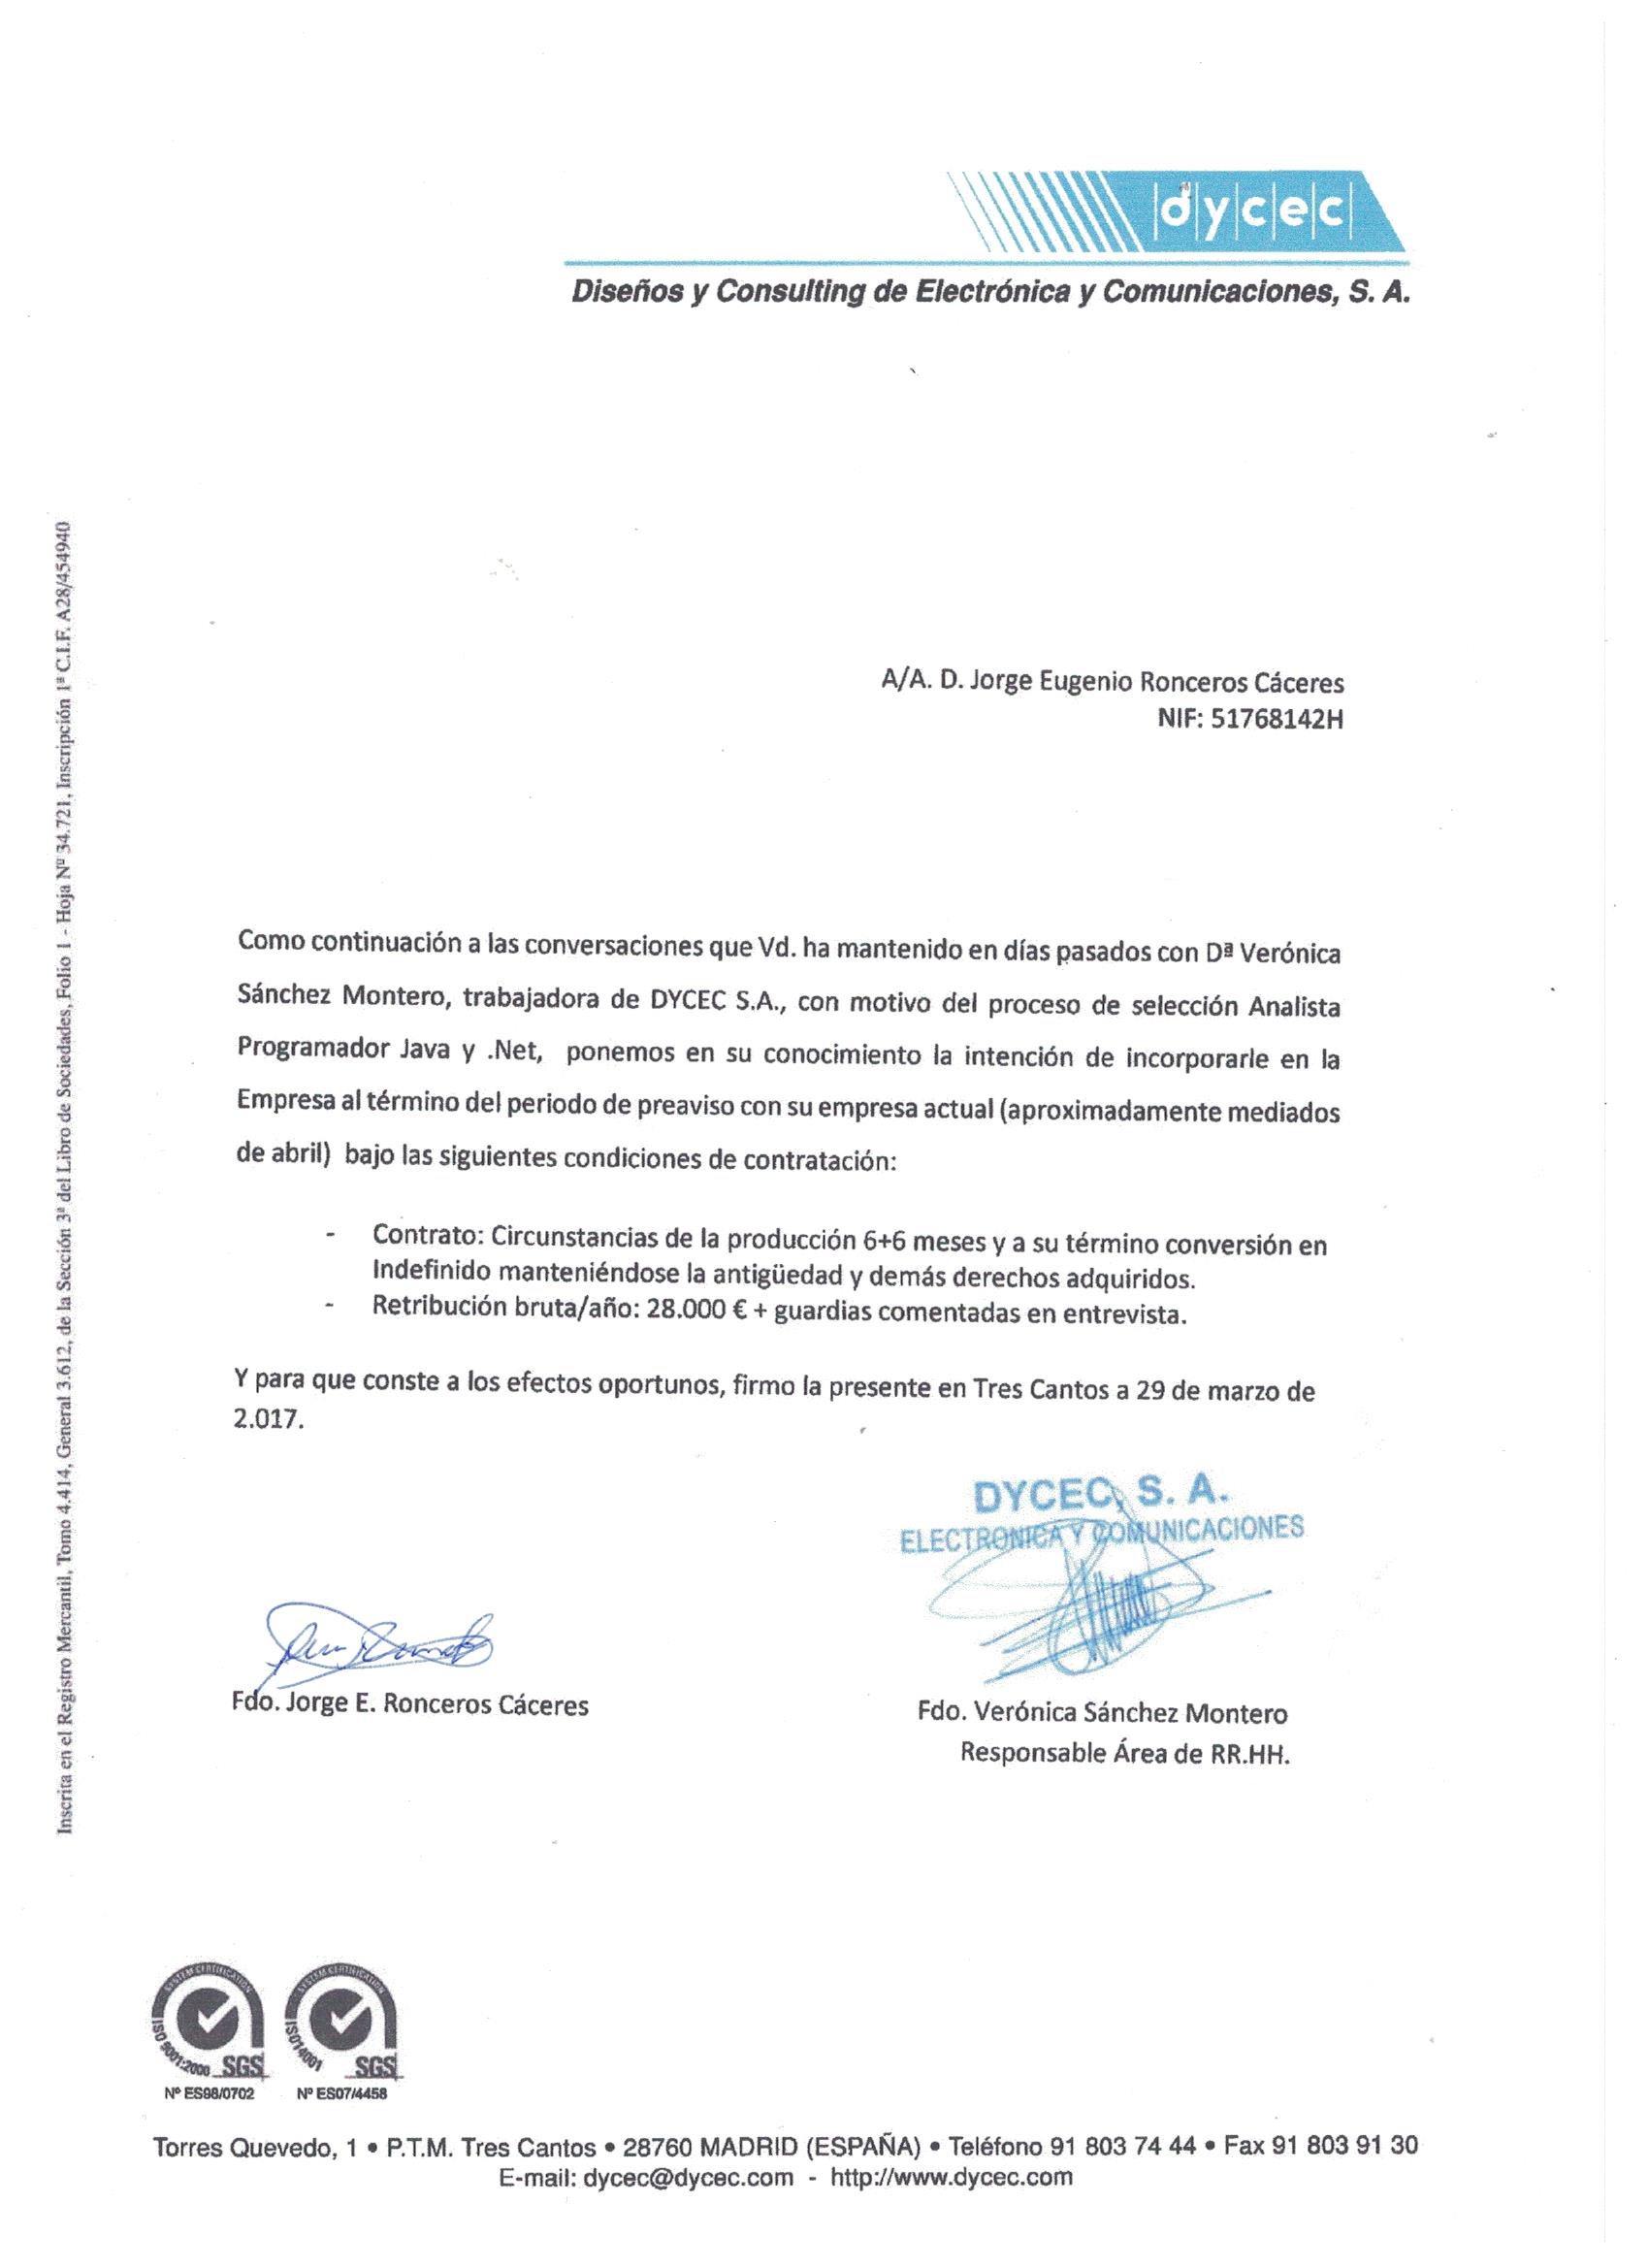 dycec
Diseños y Consulting de Electrónica y Comunicaciones, S. A.
Inscrita en el Registro Mercantil, Tomo 4.414, General 3.612, de la Sección 3ª del Libro de Sociedades, Folio 1 - Hoja Nº 34.721, Inscripción 1ª C.I.F. A28/454940
A/A. D. Jorge Eugenio Ronceros Cáceres
NIF: 51768142H
Como continuación a las conversaciones que Vd. ha mantenido en días pasados con Dª Verónica
Sánchez Montero, trabajadora de DYCEC S.A., con motivo del proceso de selección Analista
Programador Java y .Net, ponemos en su conocimiento la intención de incorporarle en la
Empresa al término del periodo de preaviso con su empresa actual (aproximadamente mediados
de abril) bajo las siguientes condiciones de contratación:
- Contrato: Circunstancias de la producción 6+6 meses y a su término conversión en
Indefinido manteniéndose la antigüedad y demás derechos adquiridos.
- Retribución bruta/año: 28.000 € + guardias comentadas en entrevista.
Y para que conste a los efectos oportunos, firmo la presente en Tres Cantos a 29 de marzo de
2.017.
DYCEC, S. A.
ELECTRONICA Y COMUNICACIONES
Fdo. Jorge E. Ronceros Cáceres
Fdo. Verónica Sánchez Montero
Responsable Área de RR.HH.
SYSTEM CERTIFICATION
ISO 9001:2000 SGS
SYSTEM CERTIFICATION
ISO14001 SGS
Nº ES98/0702 Nº ES07/4458
Torres Quevedo, 1 • P.T.M. Tres Cantos • 28760 MADRID (ESPAÑA) • Teléfono 91 803 74 44 • Fax 91 803 91 30
E-mail: dycec@dycec.com - http://www.dycec.com